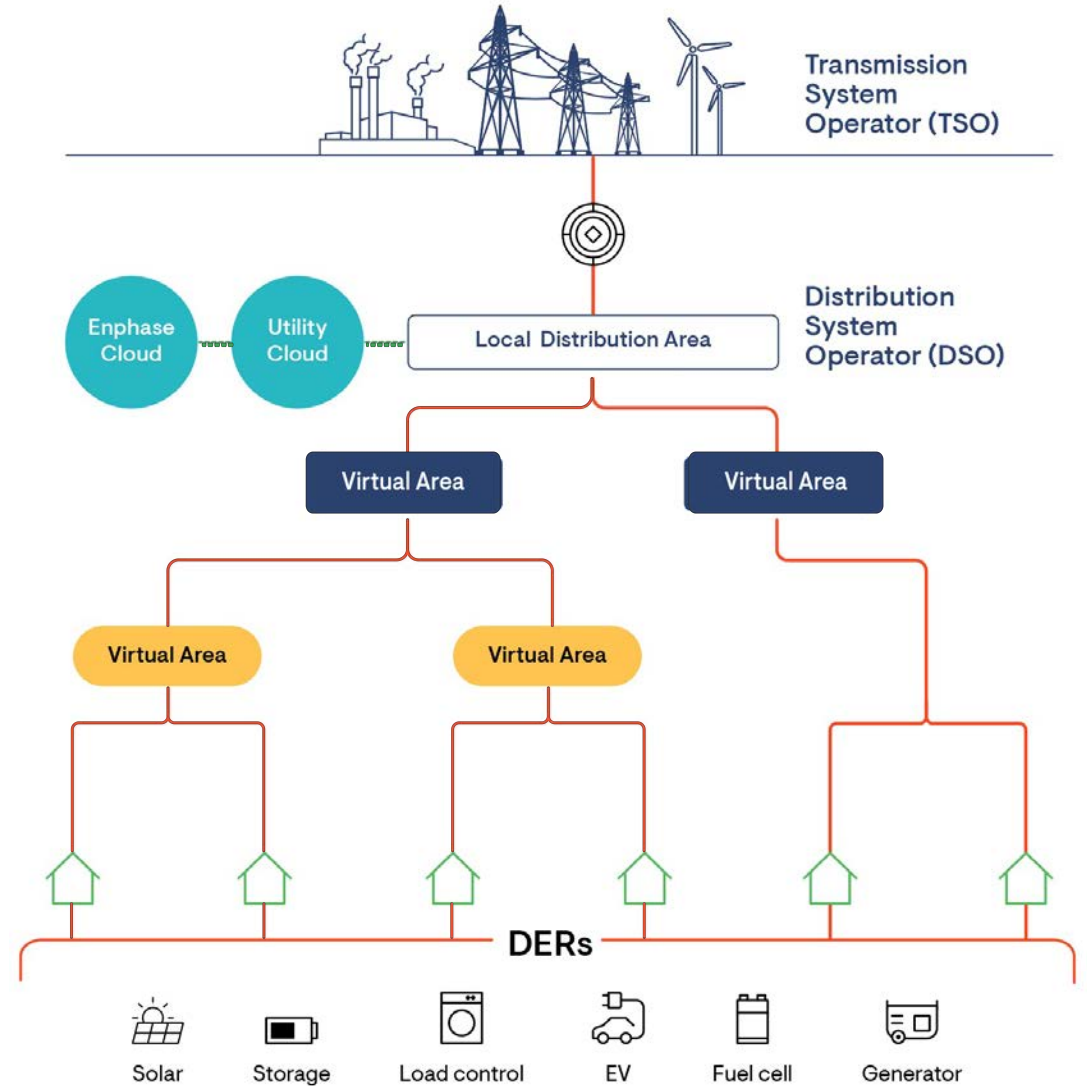 Transmission
System
Operator (TSO)
Enphase
Cloud
Utility
Cloud
Local Distribution Area
Distribution
System
Operator (DSO)
Virtual Area
Virtual Area
Virtual Area
Virtual Area
DERs
Solar
Storage
Load control
EV
Fuel cell
Generator